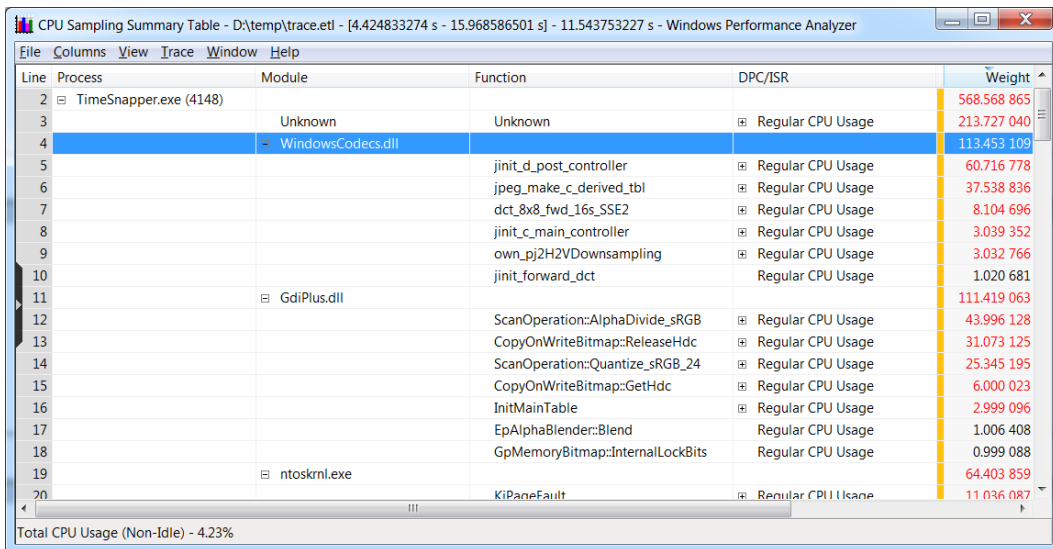 CPU Sampling Summary Table - D:\temp\trace.etl - [4.424833274 s - 15.968586501 s] - 11.543753227 s - Windows Performance Analyzer
File Columns View Trace Window Help
Line Process Module Function DPC/ISR Weight
2 TimeSnapper.exe (4148) 568.568 865
3 Unknown Unknown Regular CPU Usage 213.727 040
4 WindowsCodecs.dll 113.453 109
5 jinit_d_post_controller Regular CPU Usage 60.716 778
6 jpeg_make_c_derived_tbl Regular CPU Usage 37.538 836
7 dct_8x8_fwd_16s_SSE2 Regular CPU Usage 8.104 696
8 jinit_c_main_controller Regular CPU Usage 3.039 352
9 own_pj2H2VDownsampling Regular CPU Usage 3.032 766
10 jinit_forward_dct Regular CPU Usage 1.020 681
11 GdiPlus.dll 111.419 063
12 ScanOperation::AlphaDivide_sRGB Regular CPU Usage 43.996 128
13 CopyOnWriteBitmap::ReleaseHdc Regular CPU Usage 31.073 125
14 ScanOperation::Quantize_sRGB_24 Regular CPU Usage 25.345 195
15 CopyOnWriteBitmap::GetHdc Regular CPU Usage 6.000 023
16 InitMainTable Regular CPU Usage 2.999 096
17 EpAlphaBlender::Blend Regular CPU Usage 1.006 408
18 GpMemoryBitmap::InternalLockBits Regular CPU Usage 0.999 088
19 ntoskrnl.exe 64.403 859
20 KiPageFault Regular CPU Usage 11.036 087
Total CPU Usage (Non-Idle) - 4.23%